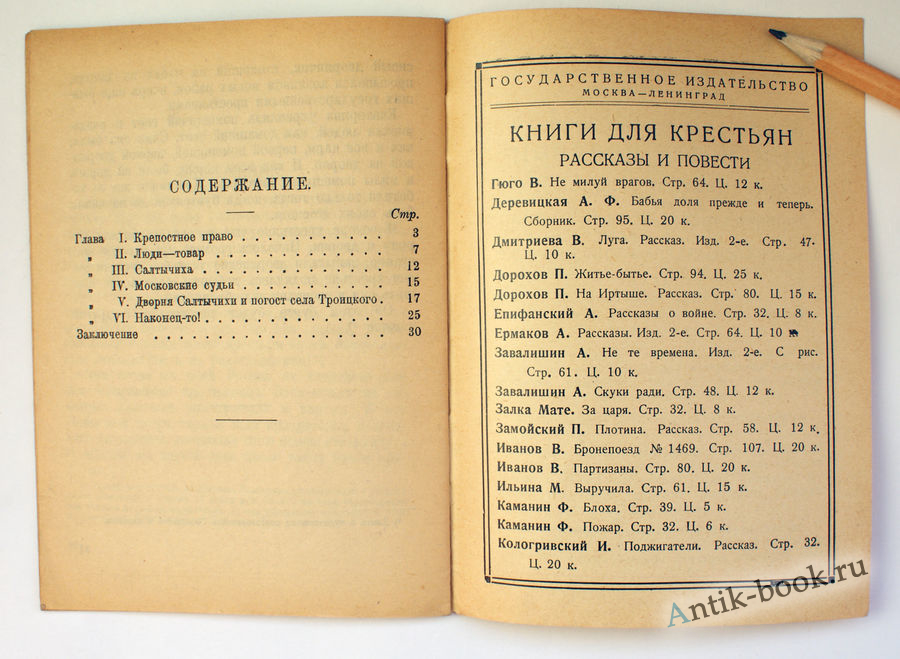 СОДЕРЖАНИЕ.
Стр.
Глава I. Крепостное право . . . . . . . . . . . 3
„ II. Люди—товар . . . . . . . . . . . . 7
„ III. Салтычиха . . . . . . . . . . . . . 12
„ IV. Московские судьи . . . . . . . . . . . 15
„ V. Дворня Салтычихи и погост села Троицкого . 17
„ VI. Наконец-то! . . . . . . . . . . . . . 25
Заключение . . . . . . . . . . . . . . . . . 30
ГОСУДАРСТВЕННОЕ ИЗДАТЕЛЬСТВО
МОСКВА—ЛЕНИНГРАД
КНИГИ ДЛЯ КРЕСТЬЯН
РАССКАЗЫ И ПОВЕСТИ
Гюго В. Не милуй врагов. Стр. 64. Ц. 12 к.
Деревицкая А. Ф. Бабья доля прежде и теперь.
Сборник. Стр. 95. Ц. 20 к.
Дмитриева В. Луга. Рассказ. Изд. 2-е. Стр. 47.
Ц. 10 к.
Дорохов П. Житье-бытье. Стр. 94. Ц. 25 к.
Дорохов П. На Иртыше. Рассказ. Стр. 80. Ц. 15 к.
Епифанский А. Рассказы о войне. Стр. 32. Ц. 8 к.
Ермаков А. Рассказы. Изд. 2-е. Стр. 64. Ц. 10 к
Завалишин А. Не те времена. Изд. 2-е. С рис.
Стр. 61. Ц. 10 к.
Завалишин А. Скуки ради. Стр. 48. Ц. 12 к.
Залка Мате. За царя. Стр. 32. Ц. 8 к.
Замойский П. Плотина. Рассказ. Стр. 58. Ц. 12 к.
Иванов В. Бронепоезд № 1469. Стр. 107. Ц. 20 к.
Иванов В. Партизаны. Стр. 80. Ц. 20 к.
Ильина М. Выручила. Стр. 61. Ц. 15 к.
Каманин Ф. Блоха. Стр. 39. Ц. 5 к.
Каманин Ф. Пожар. Стр. 32. Ц. 6 к.
Кологривский И. Поджигатели. Рассказ. Стр. 32.
Ц. 20 к.
Antik-book.ru